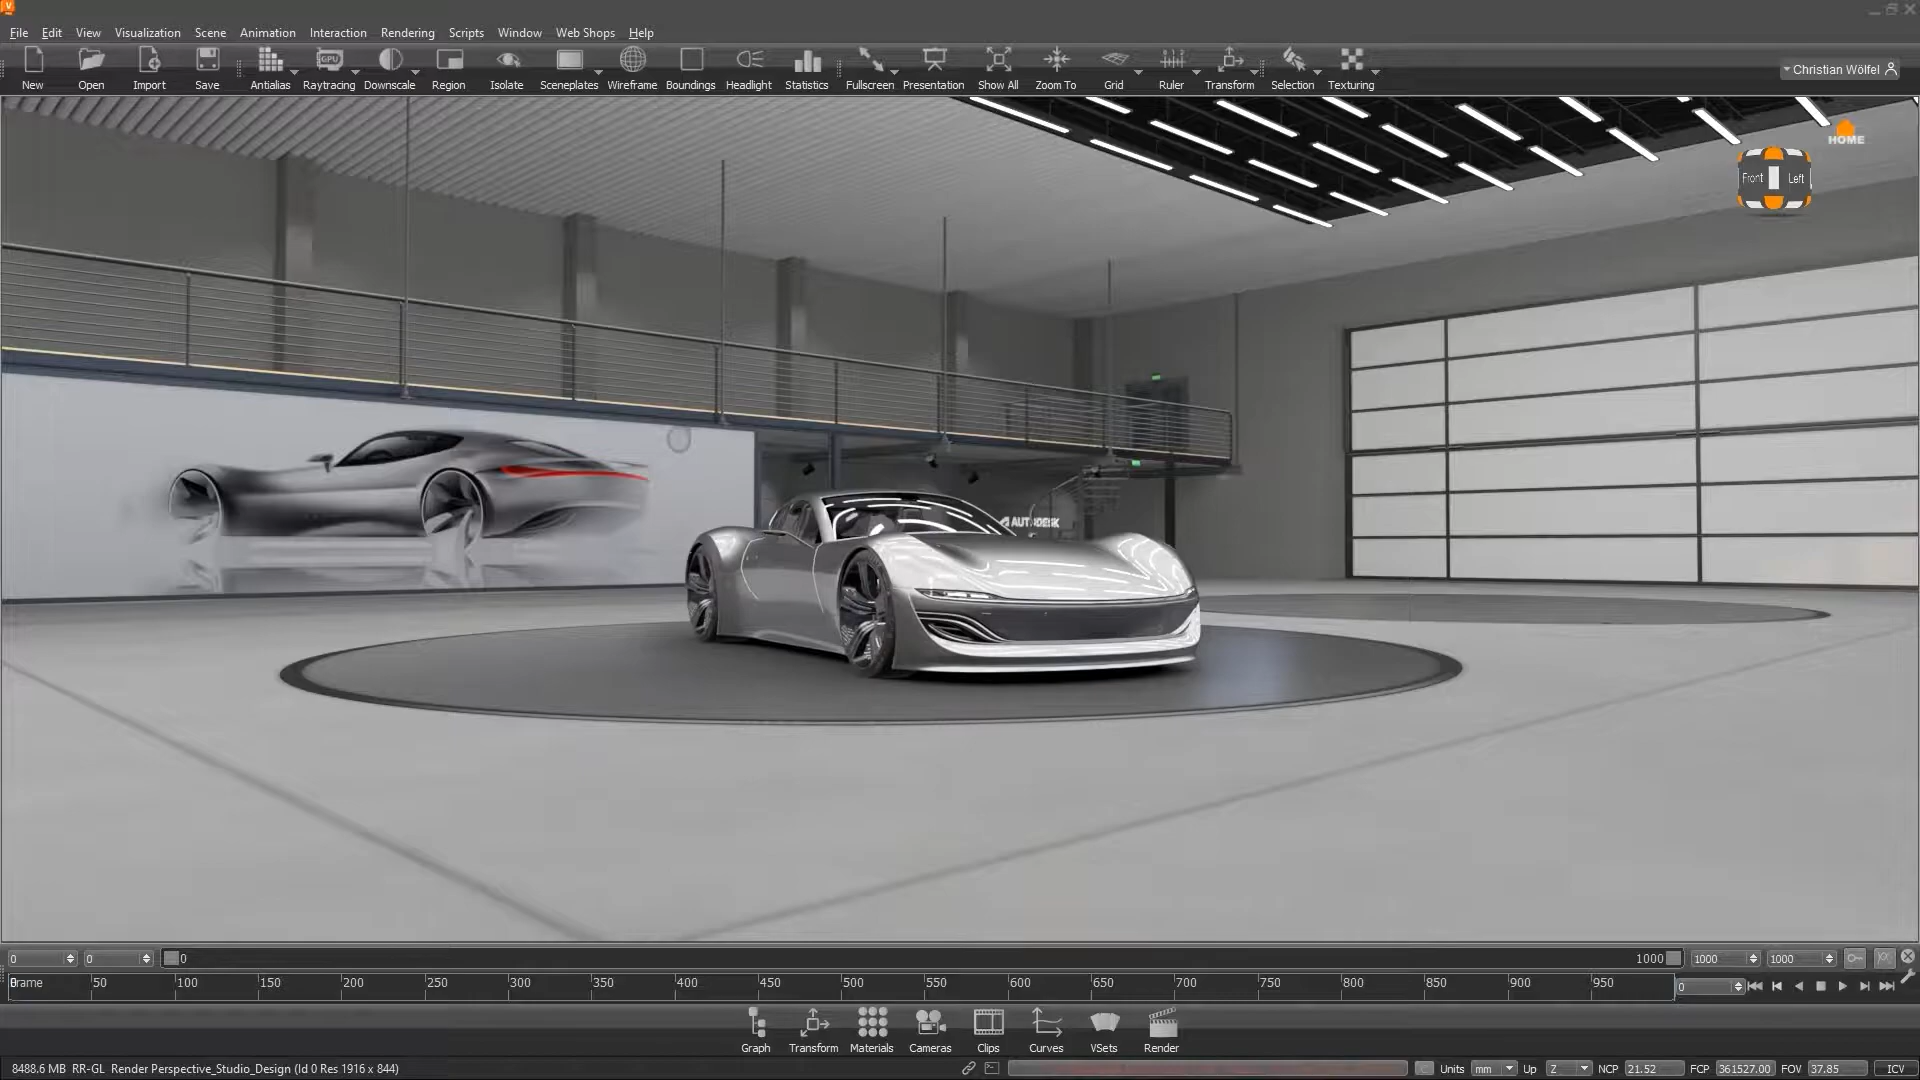 File Edit View Visualization Scene Animation Interaction Rendering Scripts Window Web Shops Help
New Open Import Save Antialias Raytracing Downscale Region Isolate Sceneplates Wireframe Boundings Headlight Statistics Fullscreen Presentation Show All Zoom To Grid Ruler Transform Selection Texturing
GPU
Christian Wölfel
HOME
Front Left
AUTODESK
0 0 0 1000 1000 1000
Frame 50 100 150 200 250 300 350 400 450 500 550 600 650 700 750 800 850 900 950 0
Graph Transform Materials Cameras Clips Curves VSets Render
8488.6 MB RR-GL Render Perspective_Studio_Design (Id 0 Res 1916 x 844) Units mm Up Z NCP 21.52 FCP 361527.00 FOV 37.85 ICV